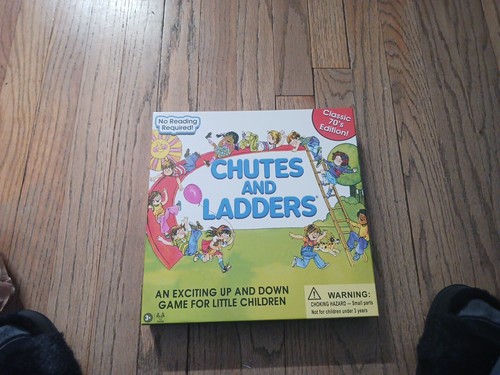 No Reading
Required!
Classic
70's
Edition!
CHUTES
AND
LADDERS
AN EXCITING UP AND DOWN
GAME FOR LITTLE CHILDREN
WARNING:
CHOKING HAZARD — Small parts
Not for children under 3 years
3+